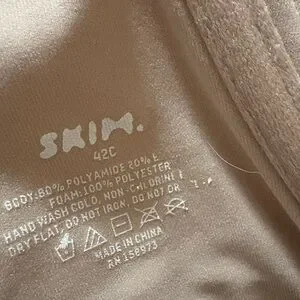 SKIM.
42C
BODY: 80% POLYAMIDE 20% E
FOAM: 100% POLYESTER
HAND WASH COLD, NON-CHLORINE
DRY FLAT, DO NOT IRON, DO NOT DR
MADE IN CHINA
RN 158973